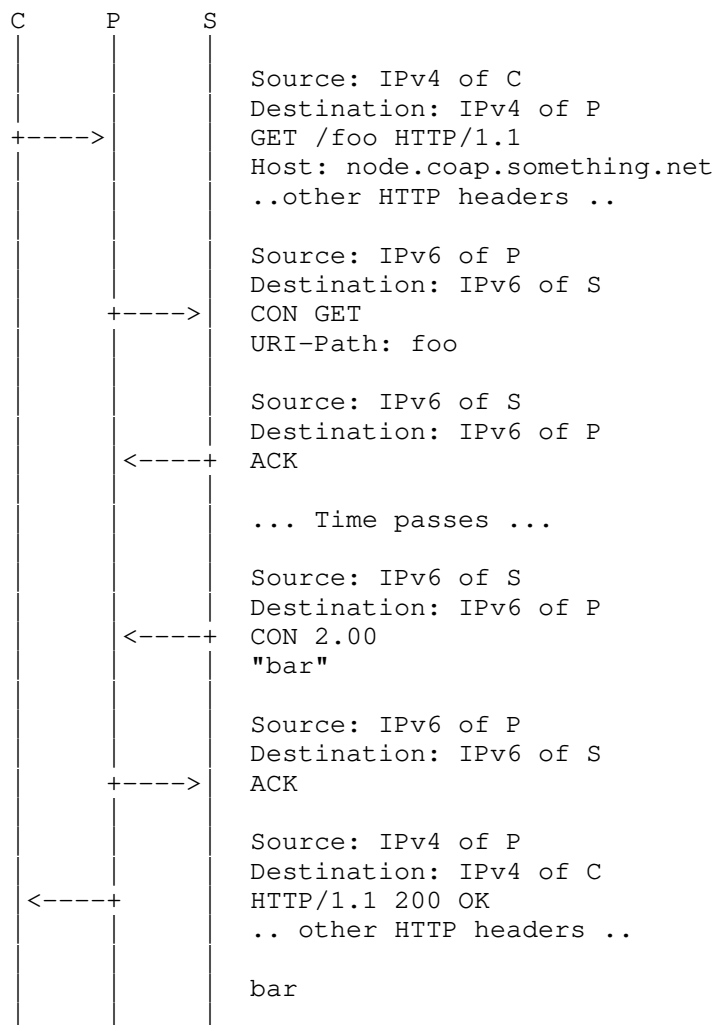 C P S
Source: IPv4 of C
Destination: IPv4 of P
+----> GET /foo HTTP/1.1
Host: node.coap.something.net
..other HTTP headers ..
Source: IPv6 of P
Destination: IPv6 of S
+----> CON GET
URI-Path: foo
Source: IPv6 of S
Destination: IPv6 of P
<----+ ACK
... Time passes ...
Source: IPv6 of S
Destination: IPv6 of P
<----+ CON 2.00
"bar"
Source: IPv6 of P
Destination: IPv6 of S
+----> ACK
Source: IPv4 of P
Destination: IPv4 of C
<----+ HTTP/1.1 200 OK
.. other HTTP headers ..
bar